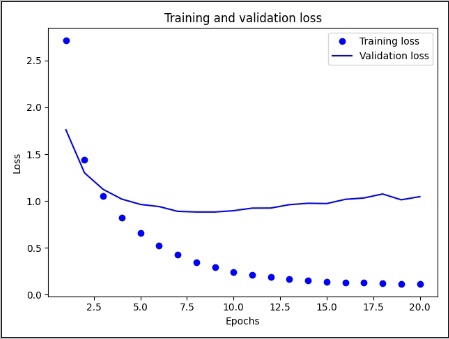 Training and validation loss
Training loss
Validation loss
2.5
2.0
1.5
1.0
0.5
0.0
Loss
2.5 5.0 7.5 10.0 12.5 15.0 17.5 20.0
Epochs